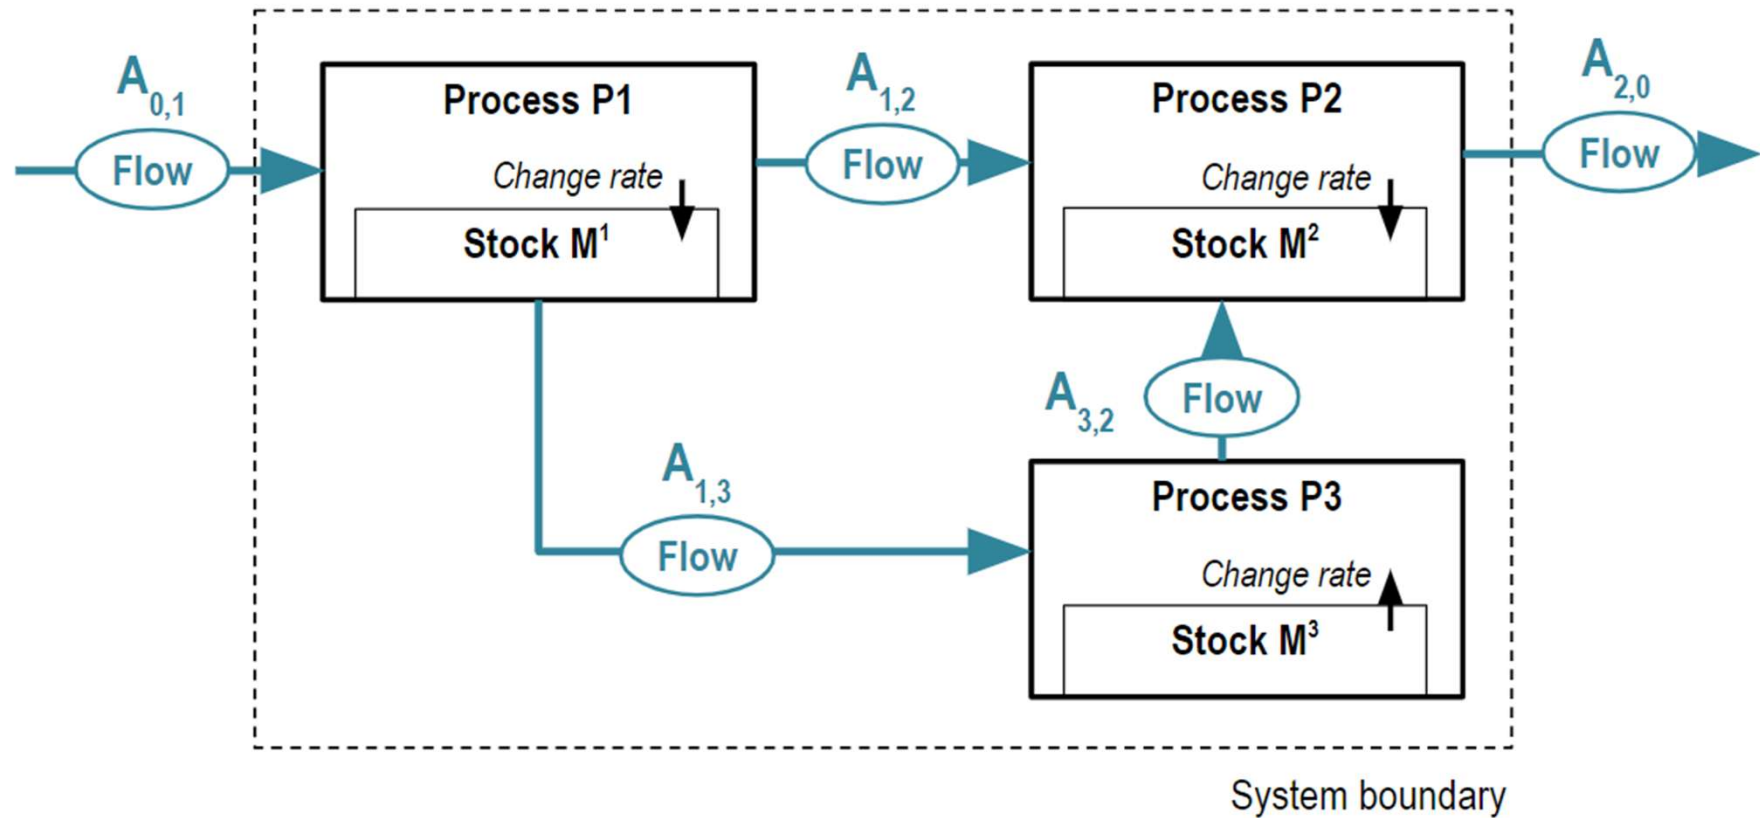 A0,1
Flow
Process P1
Change rate
Stock M¹
A1,2
Flow
Process P2
Change rate
Stock M²
A2,0
Flow
A1,3
Flow
A3,2
Flow
Process P3
Change rate
Stock M³
System boundary